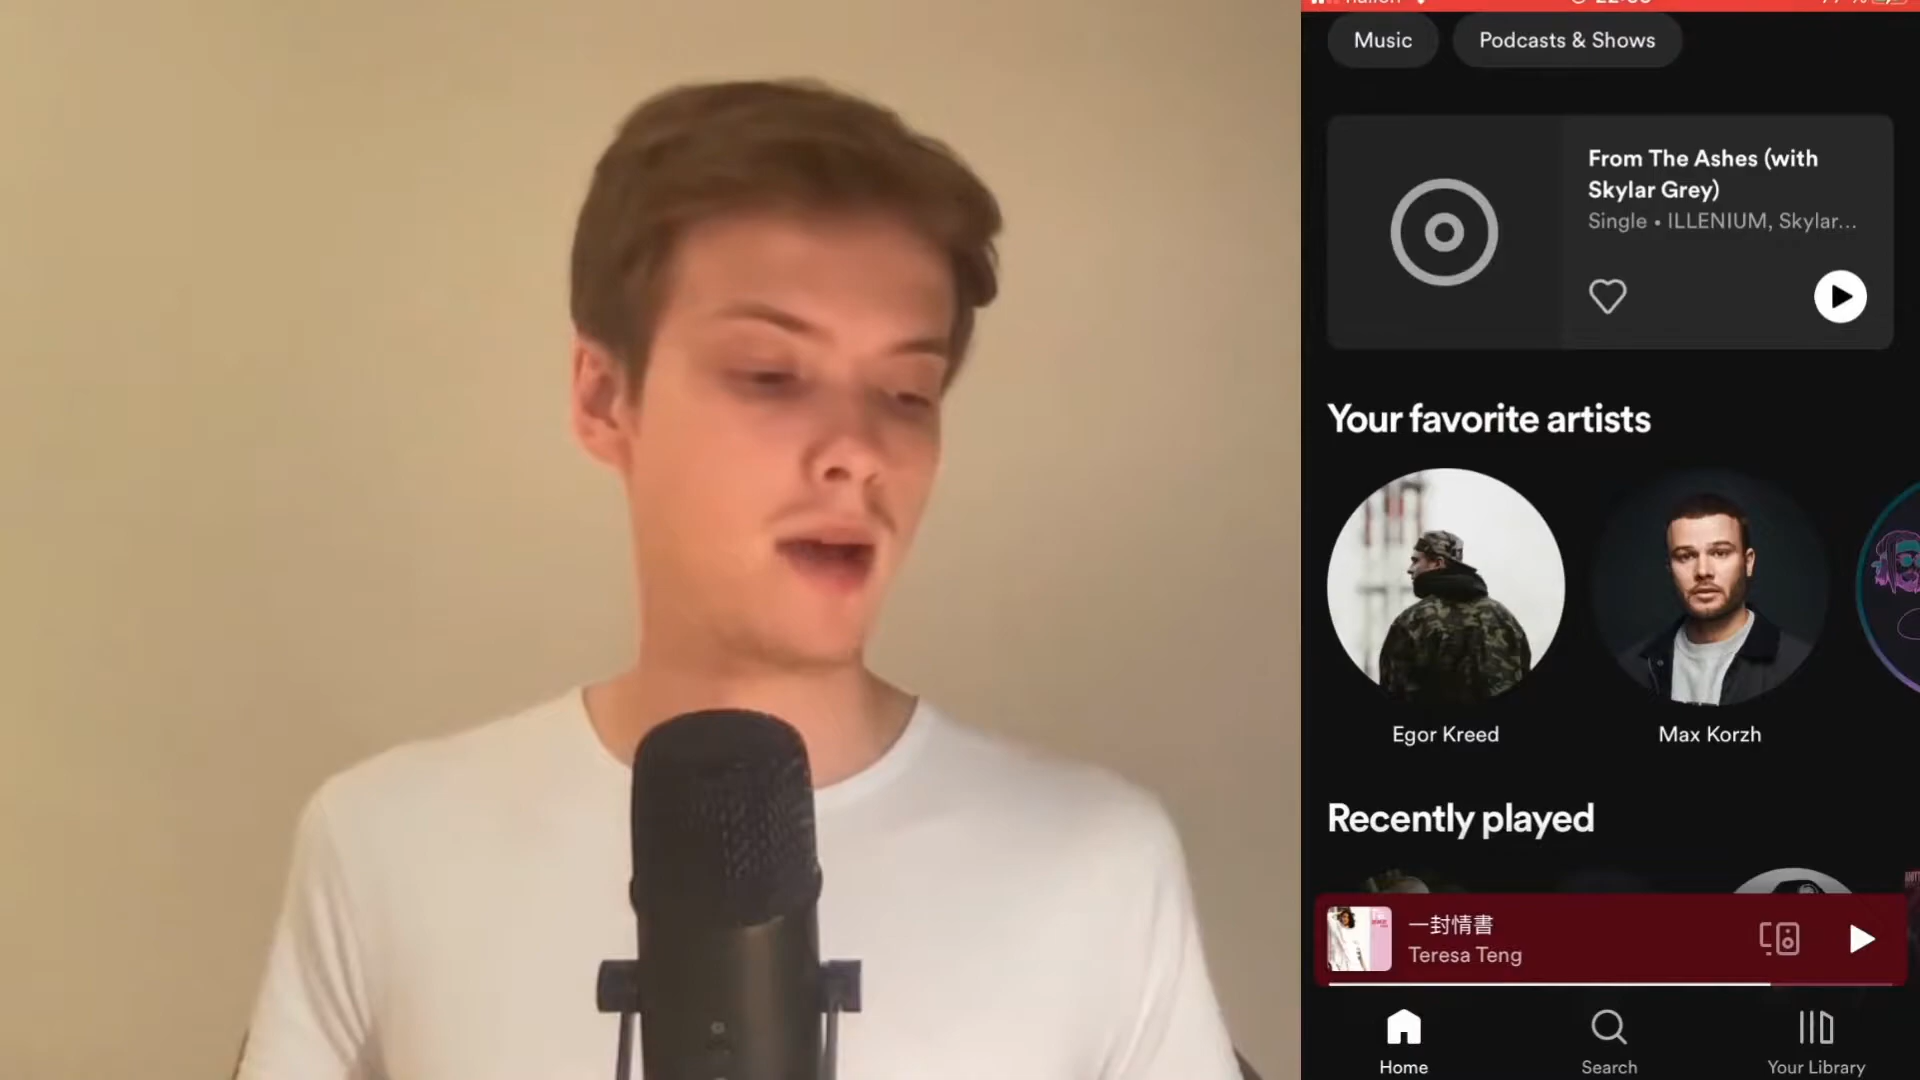 Music
Podcasts & Shows
From The Ashes (with
Skylar Grey)
Single • ILLENIUM, Skylar...
Your favorite artists
Egor Kreed
Max Korzh
Recently played
一封情書
Teresa Teng
Home
Search
Your Library